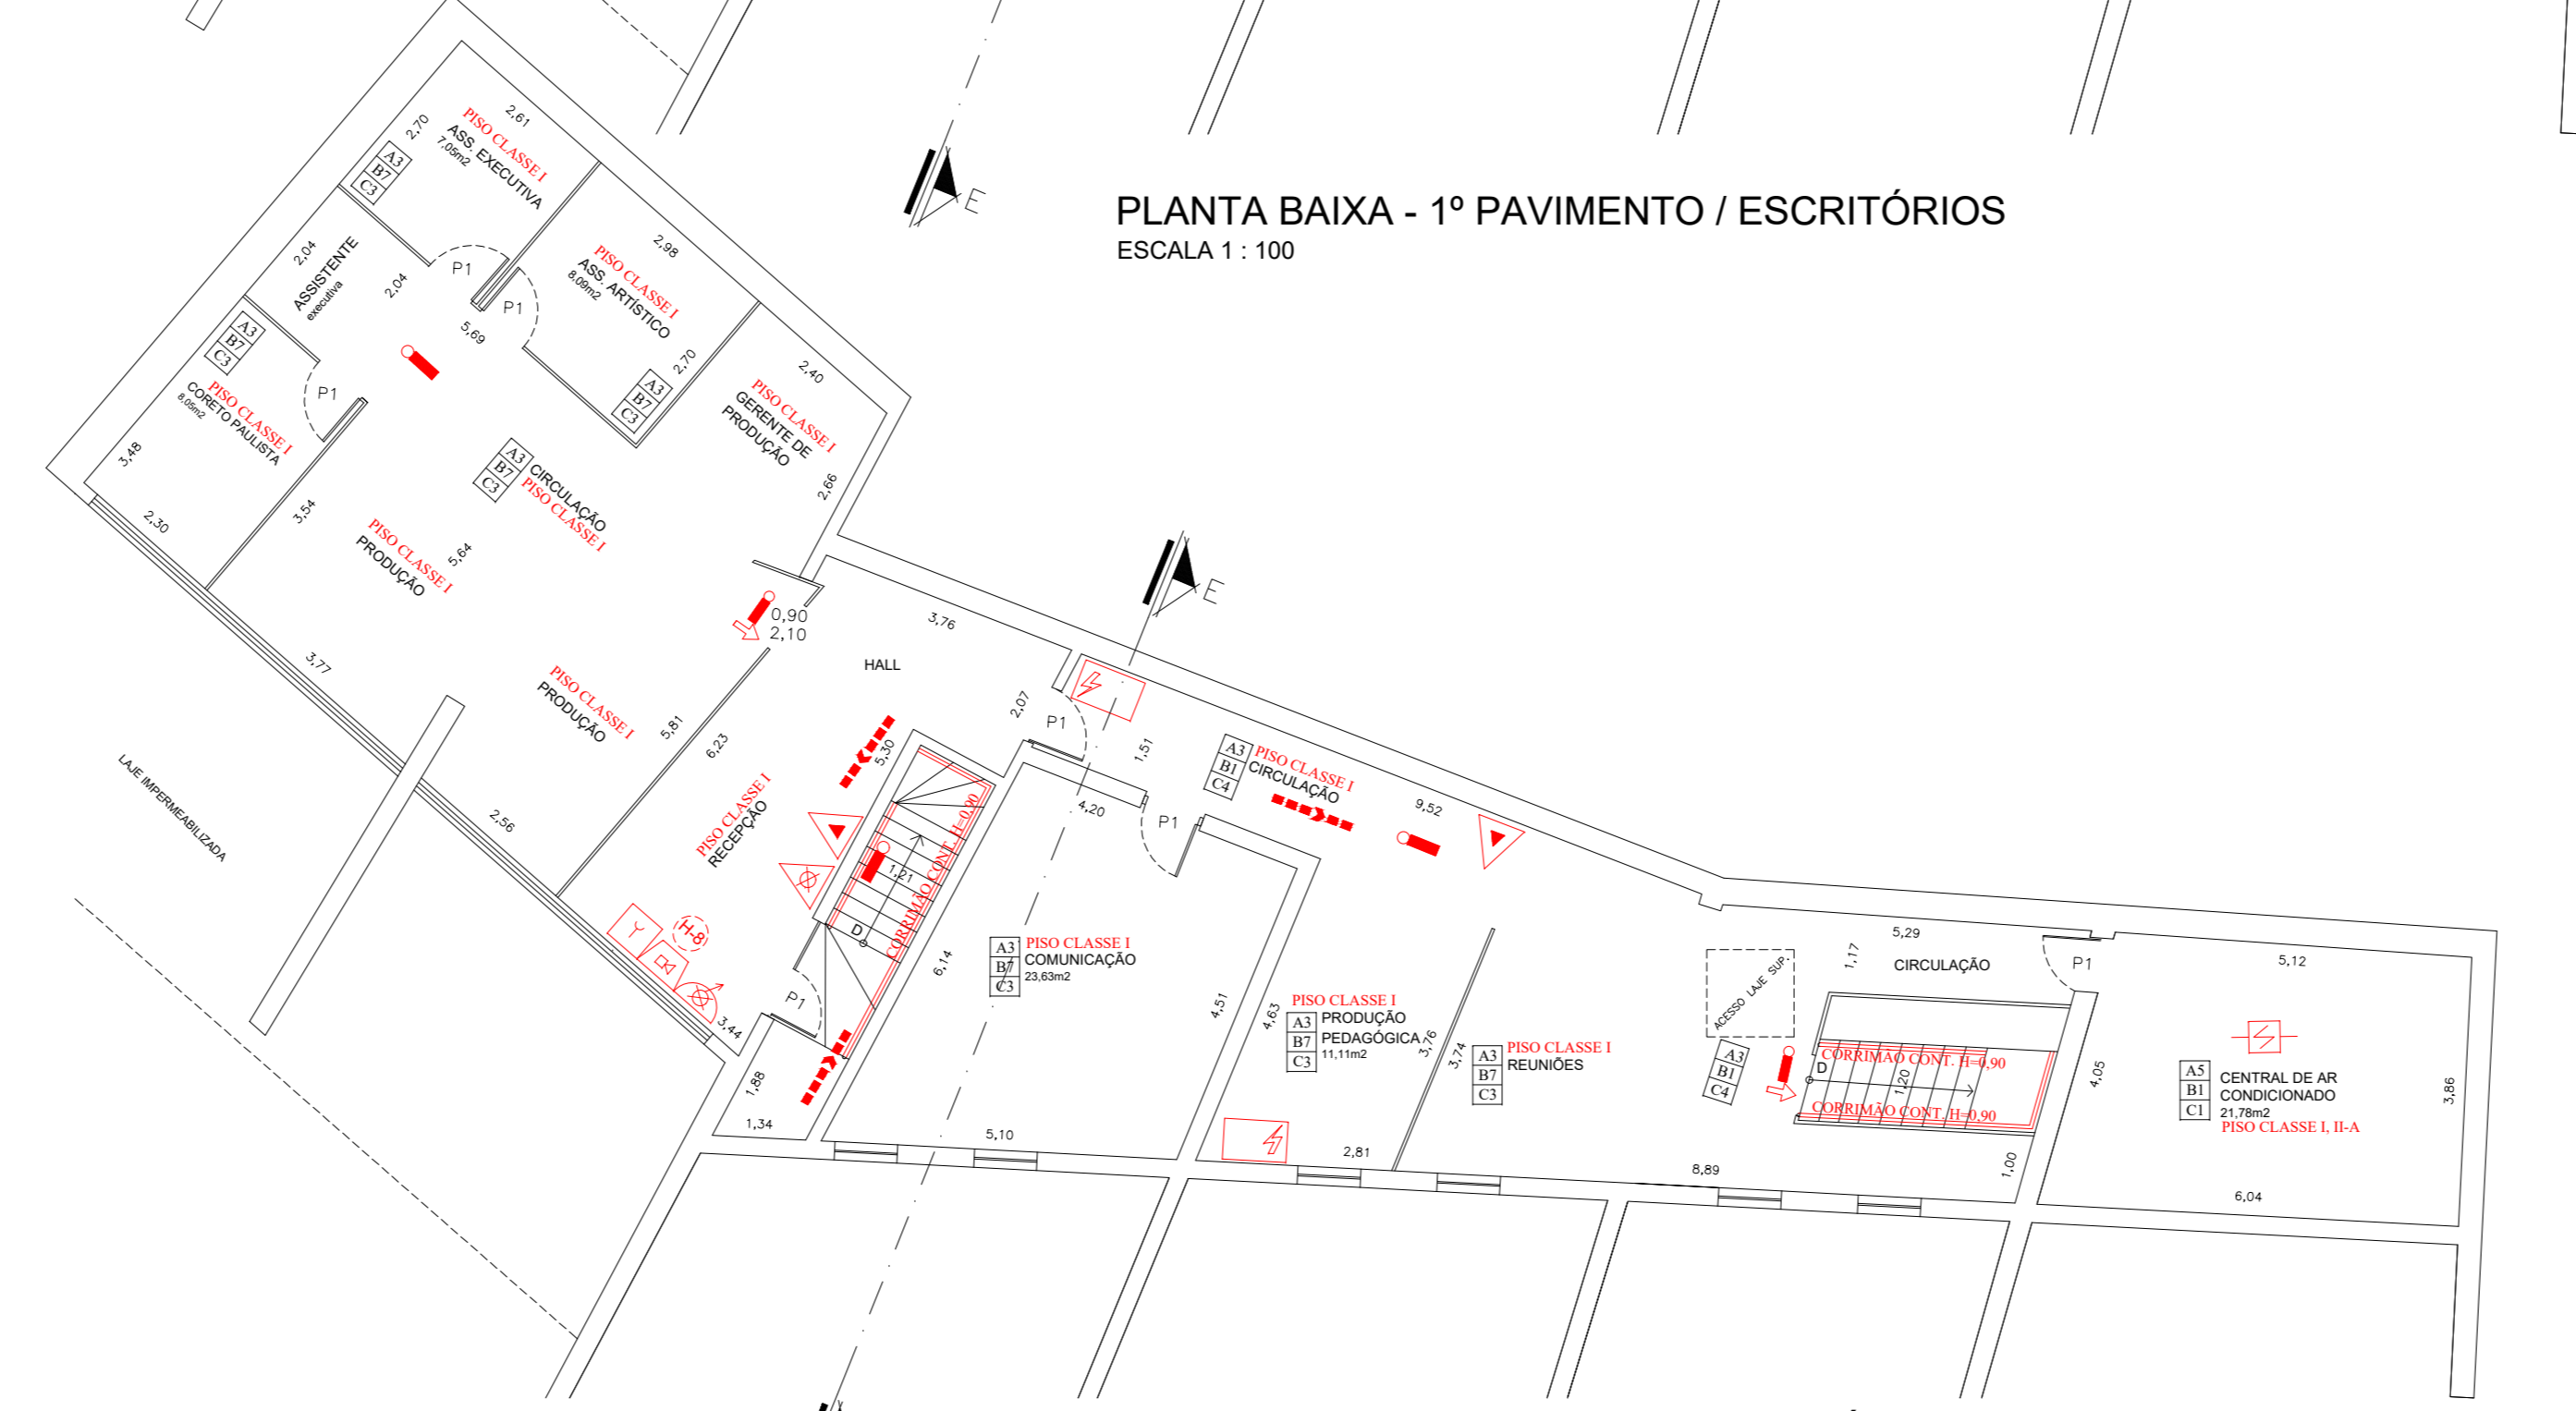 PLANTA BAIXA - 1º PAVIMENTO / ESCRITÓRIOS
ESCALA 1 : 100
E
2,61
2,70
PISO CLASSE I
ASS. EXECUTIVA
7,05m2
A3
B7
C3
P1
2,04
ASSISTENTE
executiva
2,04
5,69
P1
2,98
PISO CLASSE I
ASS. ARTÍSTICO
8,09m2
2,70
A3
B7
C3
A3
B7
C3
P1
PISO CLASSE I
CORETO PAULISTA
8,05m2
3,48
2,30
3,54
2,40
PISO CLASSE I
GERENTE DE
PRODUÇÃO
2,66
A3
B7
C3
CIRCULAÇÃO
PISO CLASSE I
PISO CLASSE I
PRODUÇÃO
5,64
3,77
PISO CLASSE I
PRODUÇÃO
5,81
6,23
2,56
LAJE IMPERMEABILIZADA
0,90
2,10
HALL
3,76
E
2,07
P1
1,51
5,30
PISO CLASSE I
RECEPÇÃO
H-8
3,44
P1
1,88
1,34
1,21
D
CORRIMÃO CONT. H=0,90
4,20
P1
A3
B1
C4
PISO CLASSE I
CIRCULAÇÃO
9,52
6,14
A3
B7
C3
PISO CLASSE I
COMUNICAÇÃO
23,63m2
4,51
5,10
4,63
PISO CLASSE I
A3
B7
C3
PRODUÇÃO
PEDAGÓGICA
11,11m2
3,76
3,74
2,81
A3
B7
C3
PISO CLASSE I
REUNIÕES
8,89
ACESSO LAJE SUP.
A3
B1
C4
1,17
5,29
CIRCULAÇÃO
P1
CORRIMÃO CONT. H=0,90
D
1,20
CORRIMÃO CONT. H=0,90
1,00
4,05
5,12
A5
B1
C1
CENTRAL DE AR
CONDICIONADO
21,78m2
PISO CLASSE I, II-A
3,86
6,04